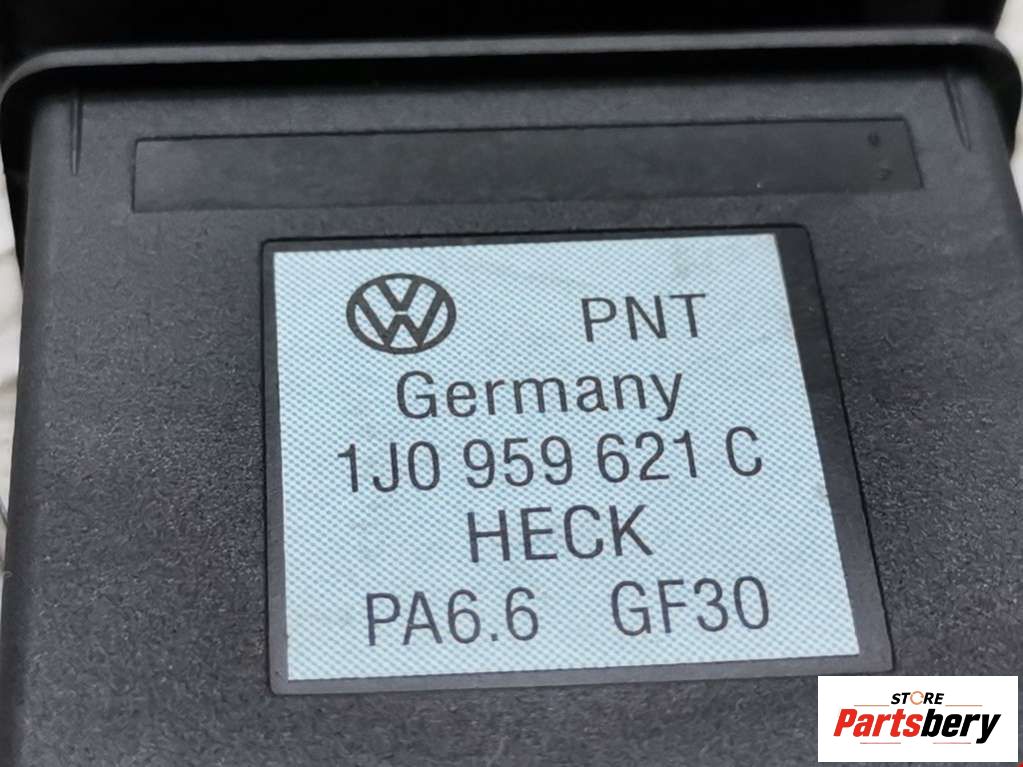 PNT
Germany
1J0 959 621 C
HECK
PA6.6 GF30
STORE
Partsbery